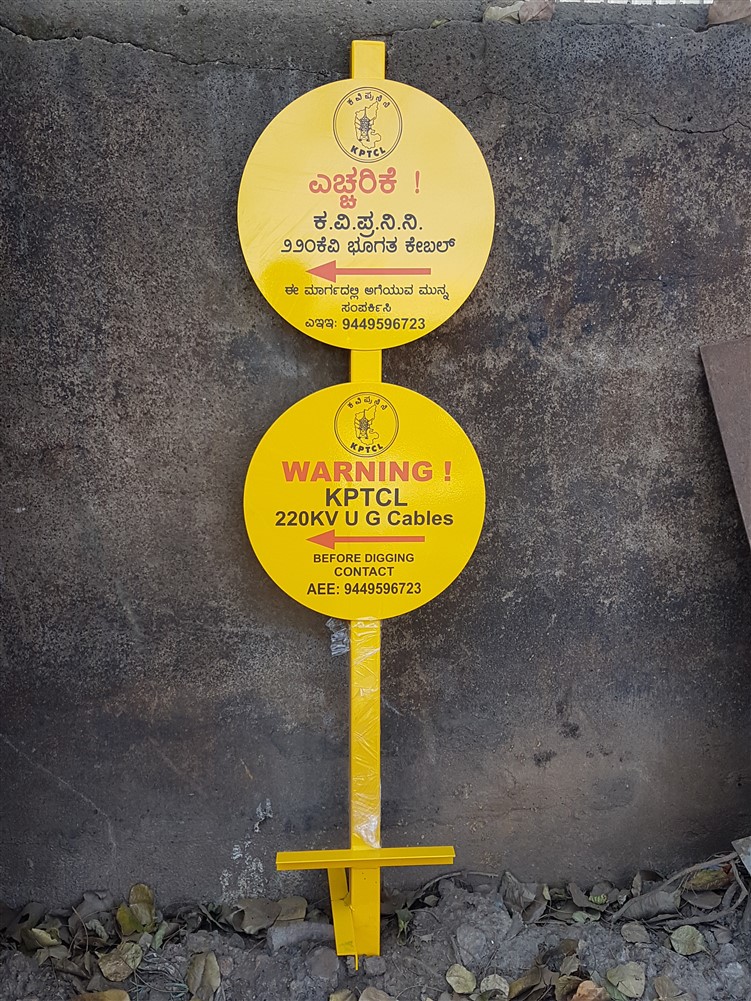 ಕ ವಿ ಪ್ರ ನಿ ನಿ
KPTCL
ಎಚ್ಚರಿಕೆ !
ಕ.ವಿ.ಪ್ರ.ನಿ.ನಿ.
೨೨೦ಕೆವಿ ಭೂಗತ ಕೇಬಲ್
ಈ ಮಾರ್ಗದಲ್ಲಿ ಅಗೆಯುವ ಮುನ್ನ
ಸಂಪರ್ಕಿಸಿ
ಎಇಇ: 9449596723
ಕ ವಿ ಪ್ರ ನಿ ನಿ
KPTCL
WARNING !
KPTCL
220KV U G Cables
BEFORE DIGGING
CONTACT
AEE: 9449596723